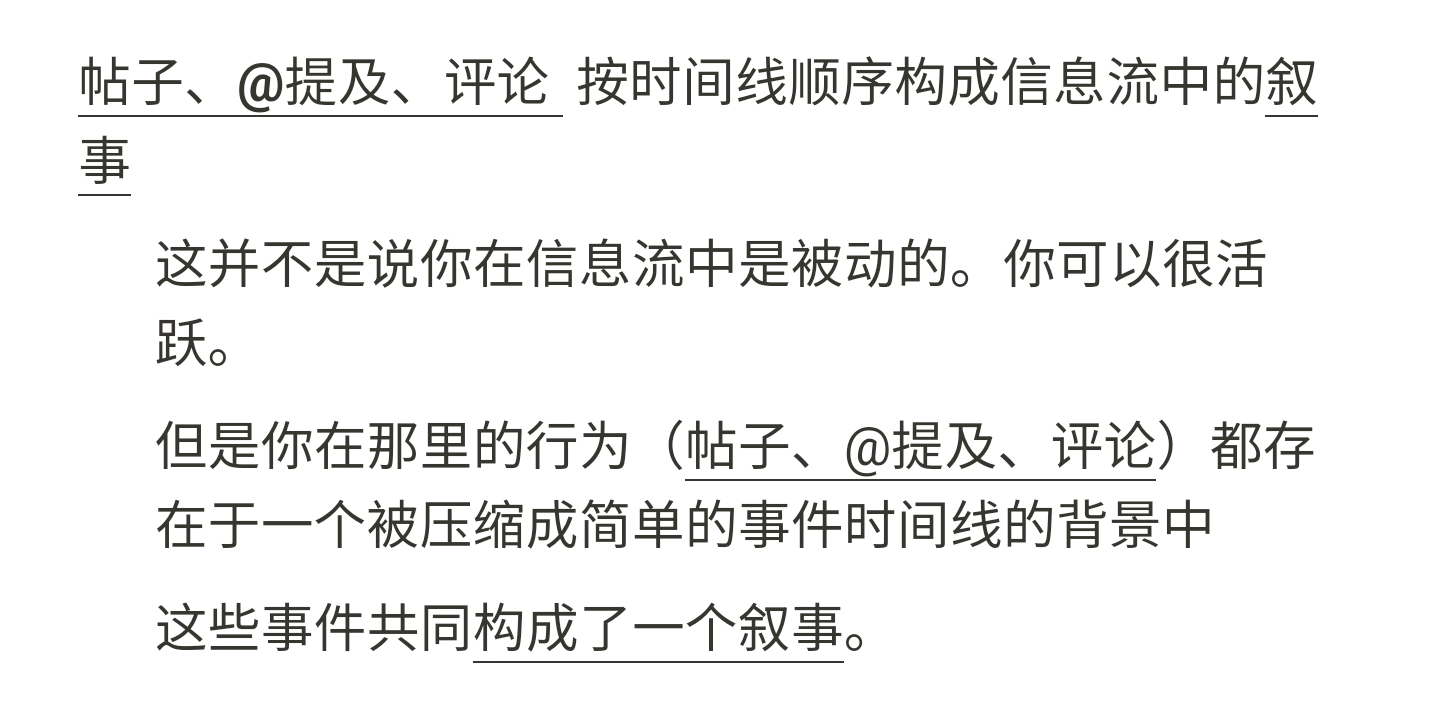 帖子、@提及、评论 按时间线顺序构成信息流中的叙
事
这并不是说你在信息流中是被动的。你可以很活
跃。
但是你在那里的行为（帖子、@提及、评论）都存
在于一个被压缩成简单的事件时间线的背景中
这些事件共同构成了一个叙事。